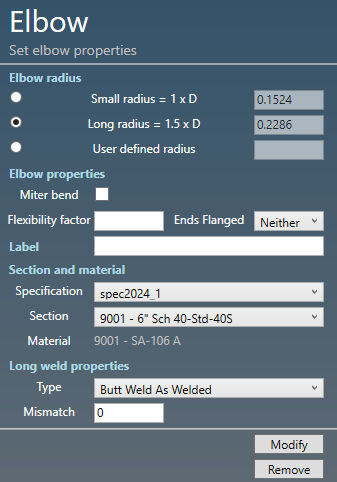 Elbow
Set elbow properties
Elbow radius
Small radius = 1 x D 0.1524
Long radius = 1.5 x D 0.2286
User defined radius
Elbow properties
Miter bend
Flexibility factor Ends Flanged Neither
Label
Section and material
Specification spec2024_1
Section 9001 - 6" Sch 40-Std-40S
Material 9001 - SA-106 A
Long weld properties
Type Butt Weld As Welded
Mismatch 0
Modify
Remove